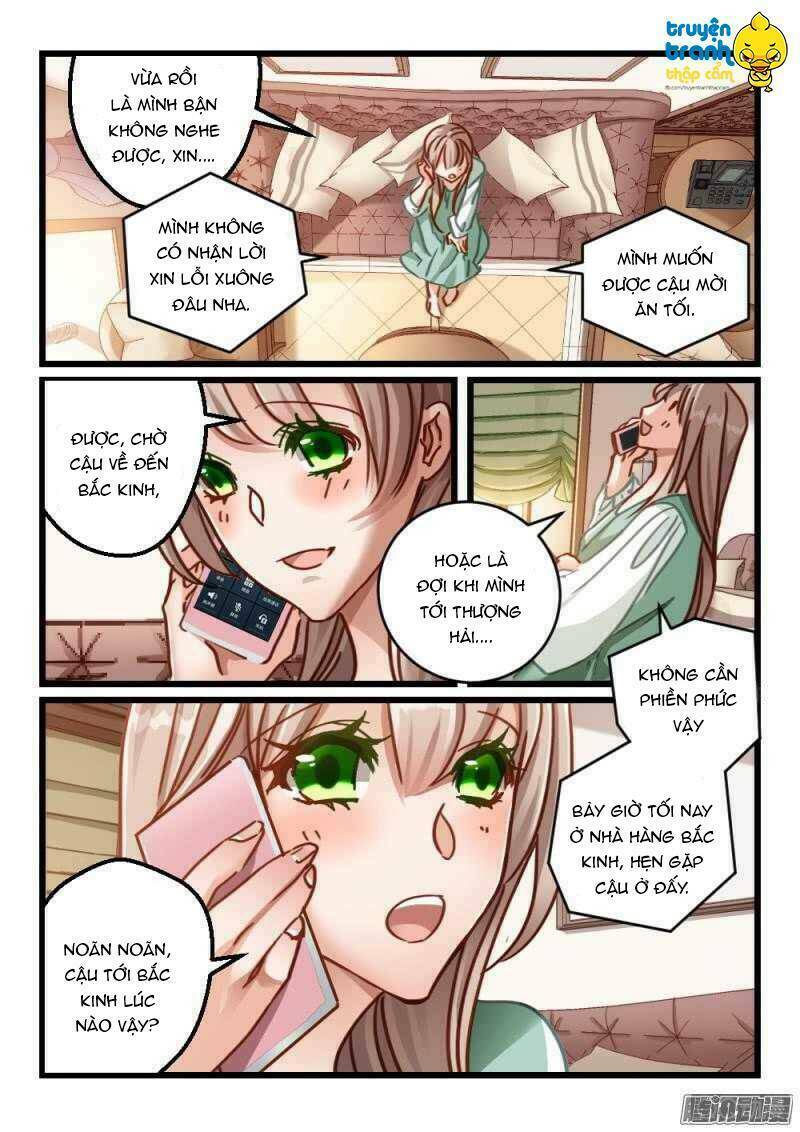 truyện
tranh
thập cẩm
VỪA RỒI
LÀ MÌNH BẬN
KHÔNG NGHE
ĐƯỢC, XIN....
MÌNH KHÔNG
CÓ NHẬN LỜI
XIN LỖI XUÔNG
ĐÂU NHA.
MÌNH MUỐN
ĐƯỢC CẬU MỜI
ĂN TỐI.
ĐƯỢC, CHỜ
CẬU VỀ ĐẾN
BẮC KINH,
HOẶC LÀ
ĐỢI KHI MÌNH
TỚI THƯỢNG
HẢI....
KHÔNG CẦN
PHIỀN PHỨC
VẬY
BẢY GIỜ TỐI NAY
Ở NHÀ HÀNG BẮC
KINH, HẸN GẶP
CẬU Ở ĐẤY.
NOÃN NOÃN,
CẬU TỚI BẮC
KINH LÚC
NÀO VẬY?
腾讯动漫